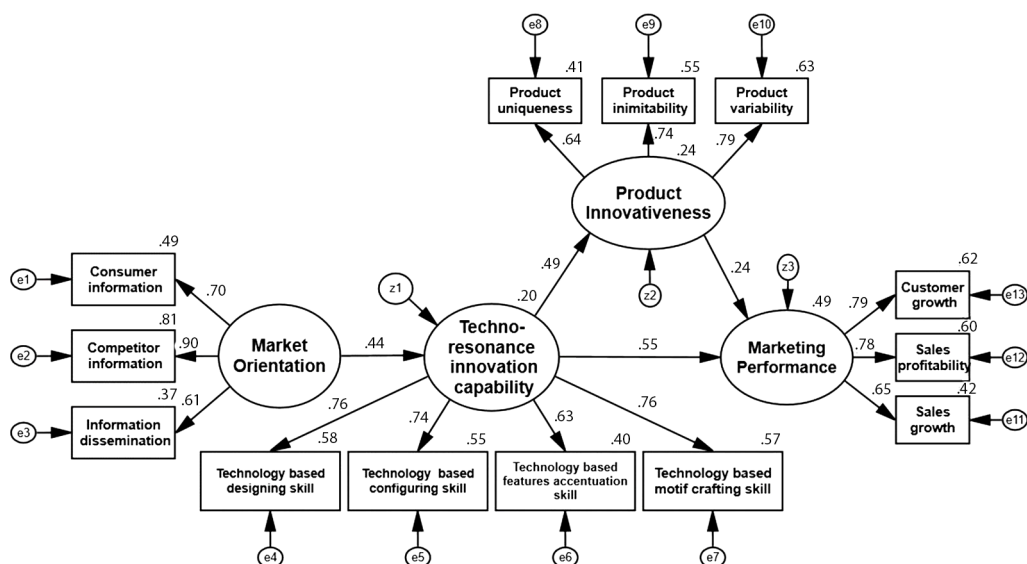 e8
e9
e10
.41
.55
.63
Product
uniqueness
Product
inimitability
Product
variability
.64
.74
.79
.24
Product
Innovativeness
.49
e1
Consumer
information
.70
.49
z1
.20
z2
.24
z3
.49
.62
.79
Customer
growth
e13
.81
e2
Competitor
information
.90
Market
Orientation
.44
Techno-
resonance
innovation
capability
.55
Marketing
Performance
.60
.78
Sales
profitability
e12
.37
.61
e3
Information
dissemination
.65
.42
Sales
growth
e11
.76
.74
.63
.76
.58
.55
.40
.57
Technology based
designing skill
Technology based
configuring skill
Technology based
features accentuation
skill
Technology based
motif crafting skill
e4
e5
e6
e7